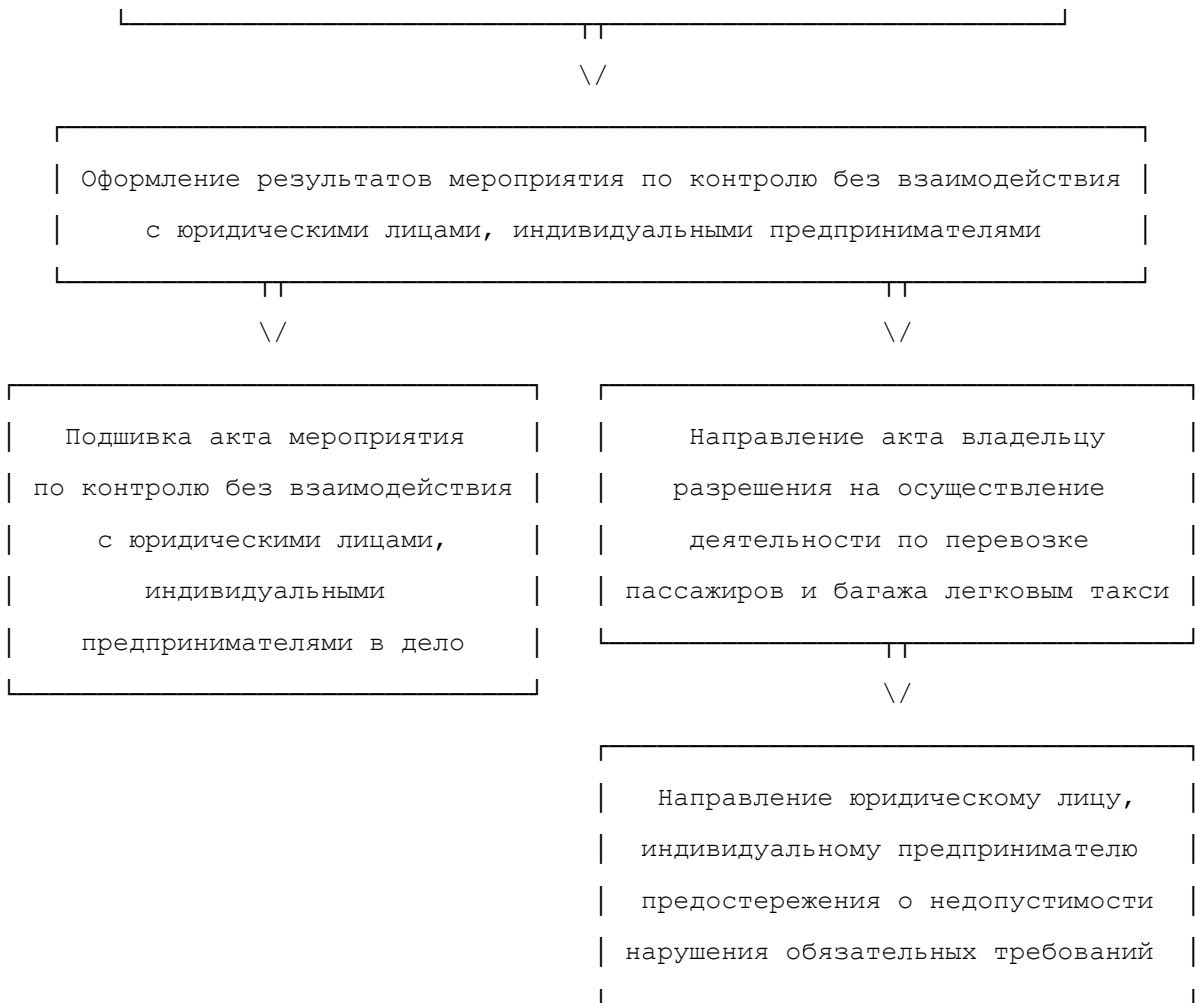 Оформление результатов мероприятия по контролю без взаимодействия
с юридическими лицами, индивидуальными предпринимателями
Подшивка акта мероприятия
по контролю без взаимодействия
с юридическими лицами,
индивидуальными
предпринимателями в дело
Направление акта владельцу
разрешения на осуществление
деятельности по перевозке
пассажиров и багажа легковым такси
Направление юридическому лицу,
индивидуальному предпринимателю
предостережения о недопустимости
нарушения обязательных требований